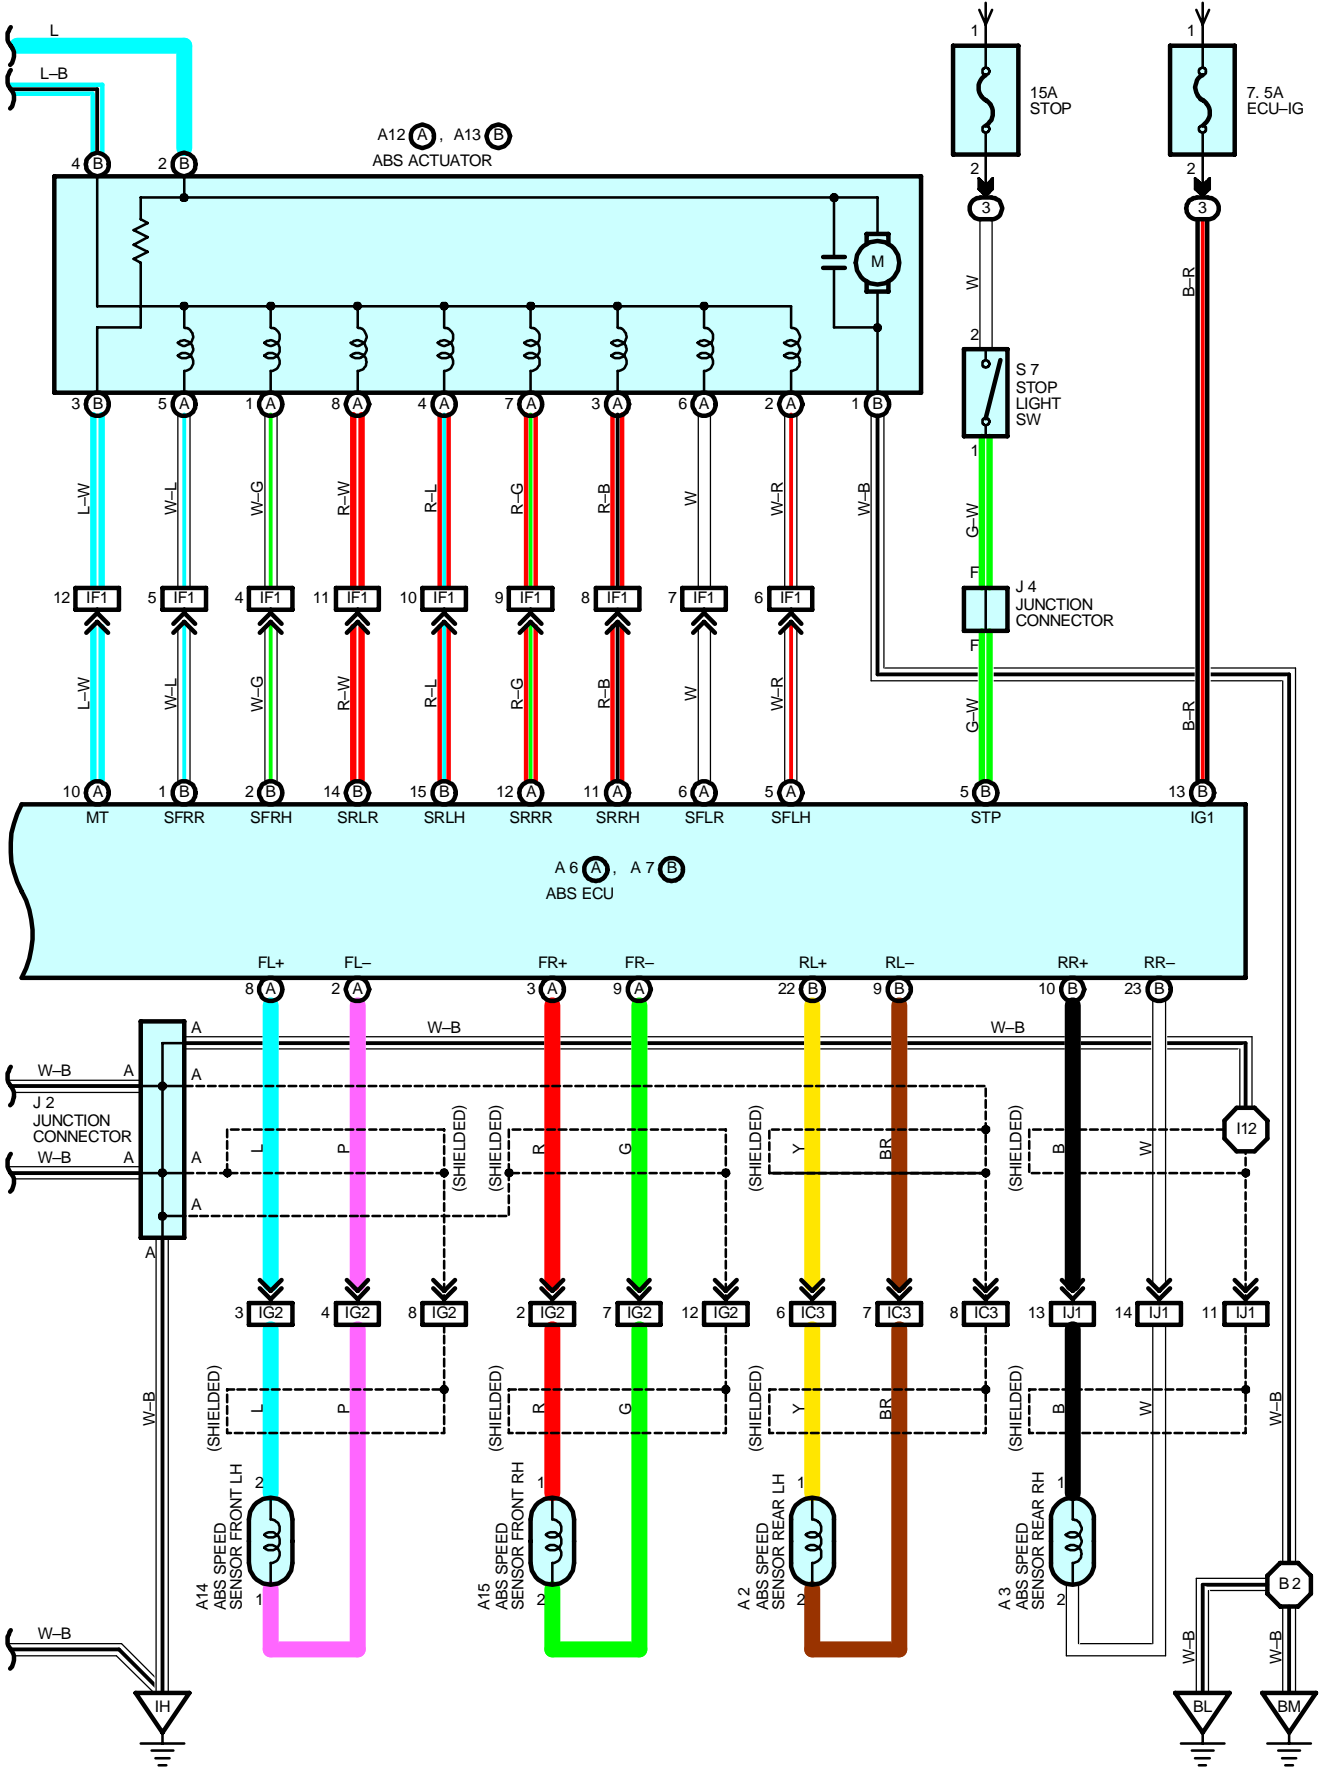 L
L–B
A12 A , A13 B
ABS ACTUATOR
4 B 2 B
1
15A
STOP
2
3
1
7. 5A
ECU–IG
2
3
M
W
B–R
2
S 7
STOP
LIGHT
SW
1
3 B 5 A 1 A 8 A 4 A 7 A 3 A 6 A 2 A 1 B
L–W W–L W–G R–W R–L R–G R–B W W–R W–B G–W
F
J 4
JUNCTION
CONNECTOR
F
12 IF1 5 IF1 4 IF1 11 IF1 10 IF1 9 IF1 8 IF1 7 IF1 6 IF1
L–W W–L W–G R–W R–L R–G R–B W W–R G–W B–R
10 A 1 B 2 B 14 B 15 B 12 A 11 A 6 A 5 A 5 B 13 B
MT SFRR SFRH SRLR SRLH SRRR SRRH SFLR SFLH STP IG1
A 6 A , A 7 B
ABS ECU
FL+ FL– FR+ FR– RL+ RL– RR+ RR–
8 A 2 A 3 A 9 A 22 B 9 B 10 B 23 B
A W–B W–B
W–B A A
J 2
JUNCTION
CONNECTOR
W–B A A
A
A
I12
L P (SHIELDED) (SHIELDED) R G (SHIELDED) Y BR (SHIELDED) B W
3 IG2 4 IG2 8 IG2 2 IG2 7 IG2 12 IG2 6 IC3 7 IC3 8 IC3 13 IJ1 14 IJ1 11 IJ1
W–B (SHIELDED) L P (SHIELDED) R G (SHIELDED) Y BR (SHIELDED) B W W–B
2 1 1 1
A14
ABS SPEED
SENSOR FRONT LH
A15
ABS SPEED
SENSOR FRONT RH
A 2
ABS SPEED
SENSOR REAR LH
A 3
ABS SPEED
SENSOR REAR RH
1 2 2 2
B 2
W–B W–B W–B
IH BL BM